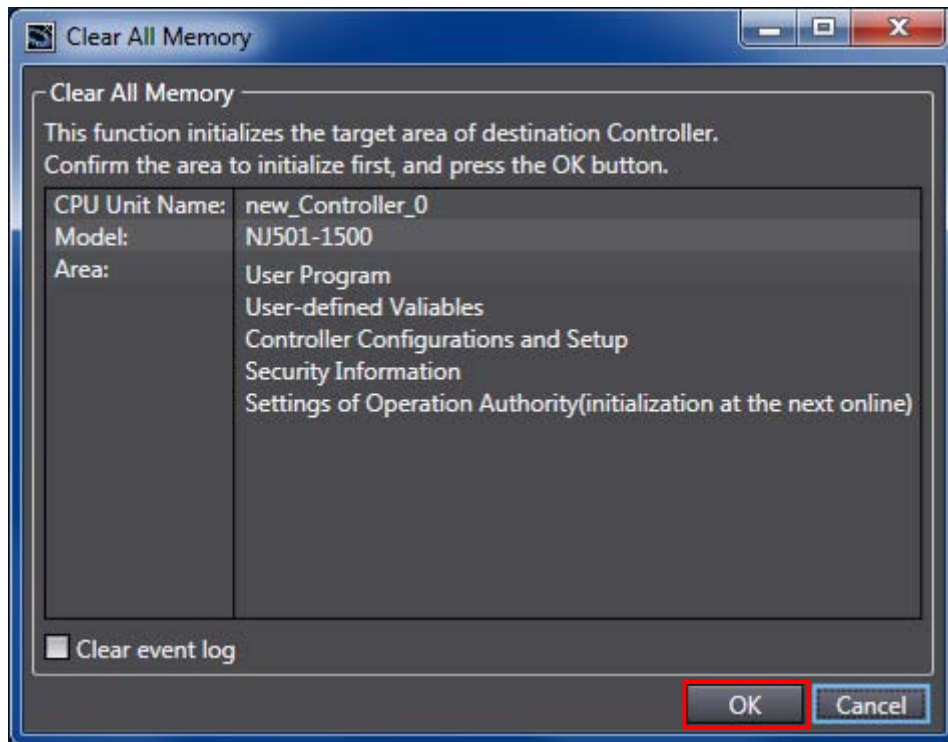 Clear All Memory
Clear All Memory
This function initializes the target area of destination Controller.
Confirm the area to initialize first, and press the OK button.
CPU Unit Name: new_Controller_0
Model: NJ501-1500
Area: User Program
User-defined Valiables
Controller Configurations and Setup
Security Information
Settings of Operation Authority(initialization at the next online)
Clear event log
OK Cancel